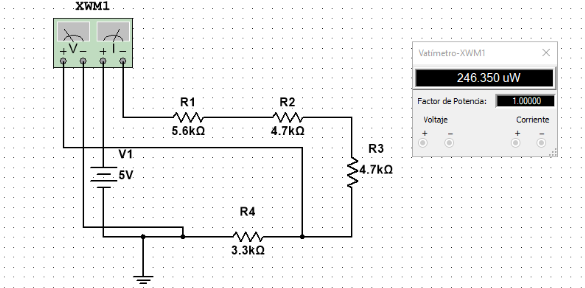 XWM1
+ V - + I -
R1
5.6kΩ
R2
4.7kΩ
R3
4.7kΩ
V1
5V
R4
3.3kΩ
Vatímetro-XWM1
246.350 uW
Factor de Potencia: 1.00000
Voltaje Corriente
+ - + -